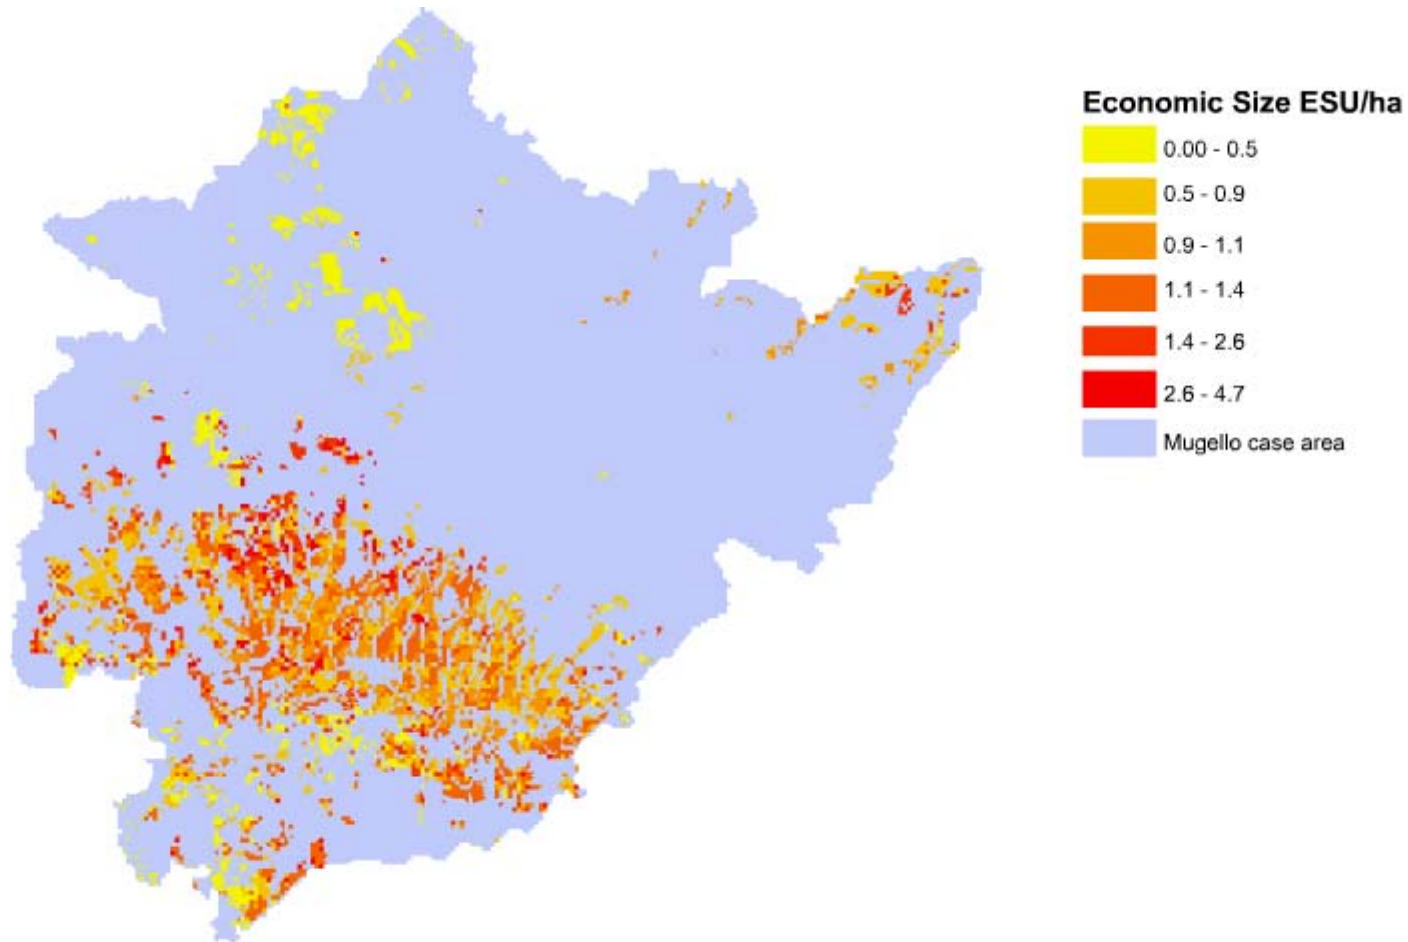 Economic Size ESU/ha
0.00 - 0.5
0.5 - 0.9
0.9 - 1.1
1.1 - 1.4
1.4 - 2.6
2.6 - 4.7
Mugello case area